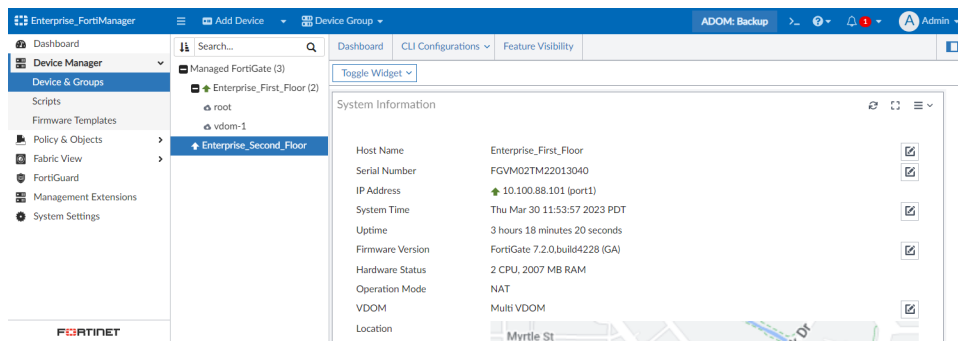 Enterprise_FortiManager
Add Device
Device Group
ADOM: Backup
>_
?
1
A
Admin
Dashboard
Device Manager
Device & Groups
Scripts
Firmware Templates
Policy & Objects
Fabric View
FortiGuard
Management Extensions
System Settings
FORTINET
Search...
Managed FortiGate (3)
Enterprise_First_Floor (2)
root
vdom-1
Enterprise_Second_Floor
Dashboard CLI Configurations Feature Visibility
Toggle Widget
System Information
Host Name Enterprise_First_Floor
Serial Number FGVM02TM22013040
IP Address 10.100.88.101 (port1)
System Time Thu Mar 30 11:53:57 2023 PDT
Uptime 3 hours 18 minutes 20 seconds
Firmware Version FortiGate 7.2.0,build4228 (GA)
Hardware Status 2 CPU, 2007 MB RAM
Operation Mode NAT
VDOM Multi VDOM
Location
Myrtle St
Dr